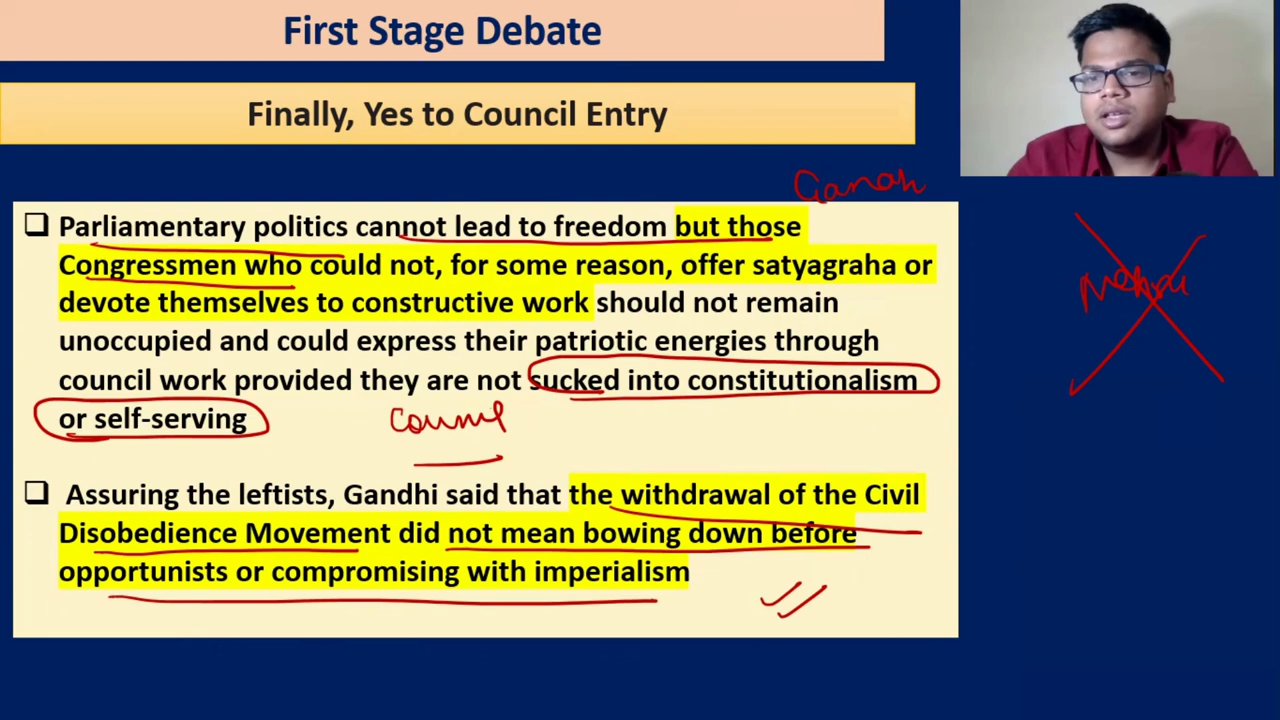 First Stage Debate
Finally, Yes to Council Entry
Parliamentary politics cannot lead to freedom but those
Congressmen who could not, for some reason, offer satyagraha or
devote themselves to constructive work should not remain
unoccupied and could express their patriotic energies through
council work provided they are not sucked into constitutionalism
or self-serving
Assuring the leftists, Gandhi said that the withdrawal of the Civil
Disobedience Movement did not mean bowing down before
opportunists or compromising with imperialism